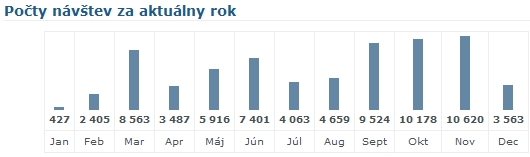 Počty návštev za aktuálny rok
427 2 405 8 563 3 487 5 916 7 401 4 063 4 659 9 524 10 178 10 620 3 563
Jan Feb Mar Apr Máj Jún Júl Aug Sept Okt Nov Dec